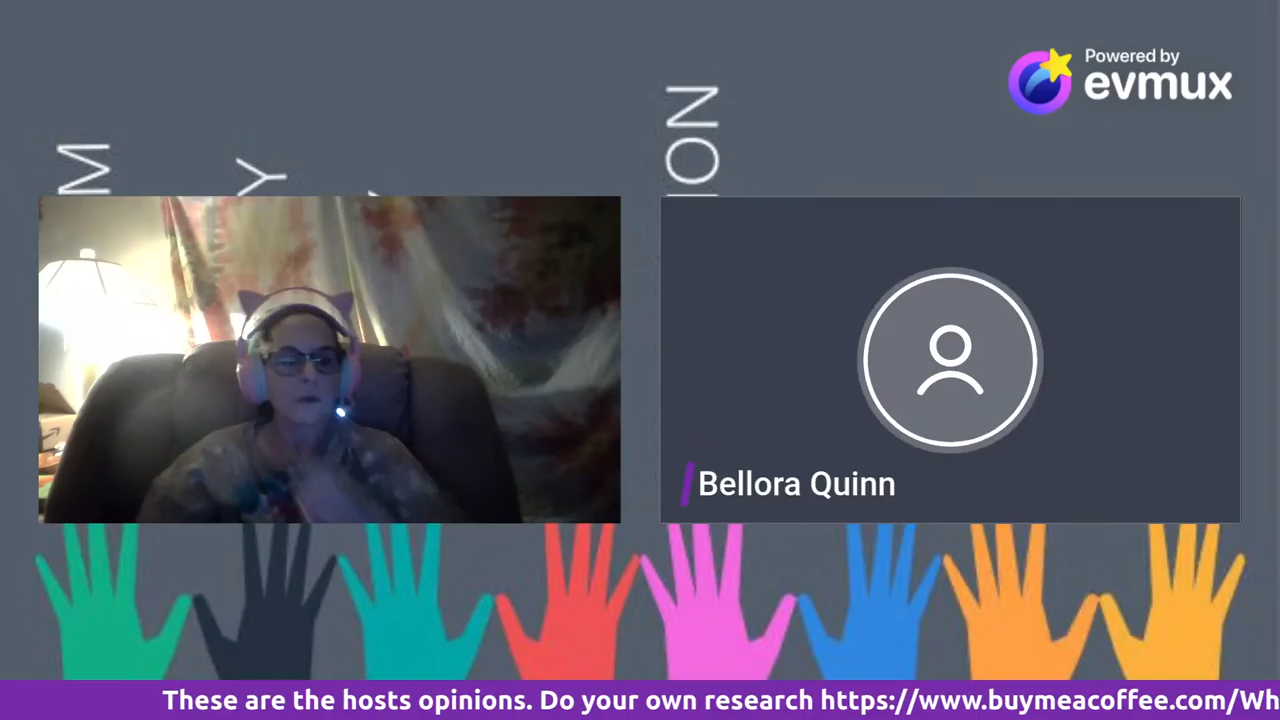 Powered by
evmux
M
Y
ION
Bellora Quinn
These are the hosts opinions. Do your own research https://www.buymeacoffee.com/Wh